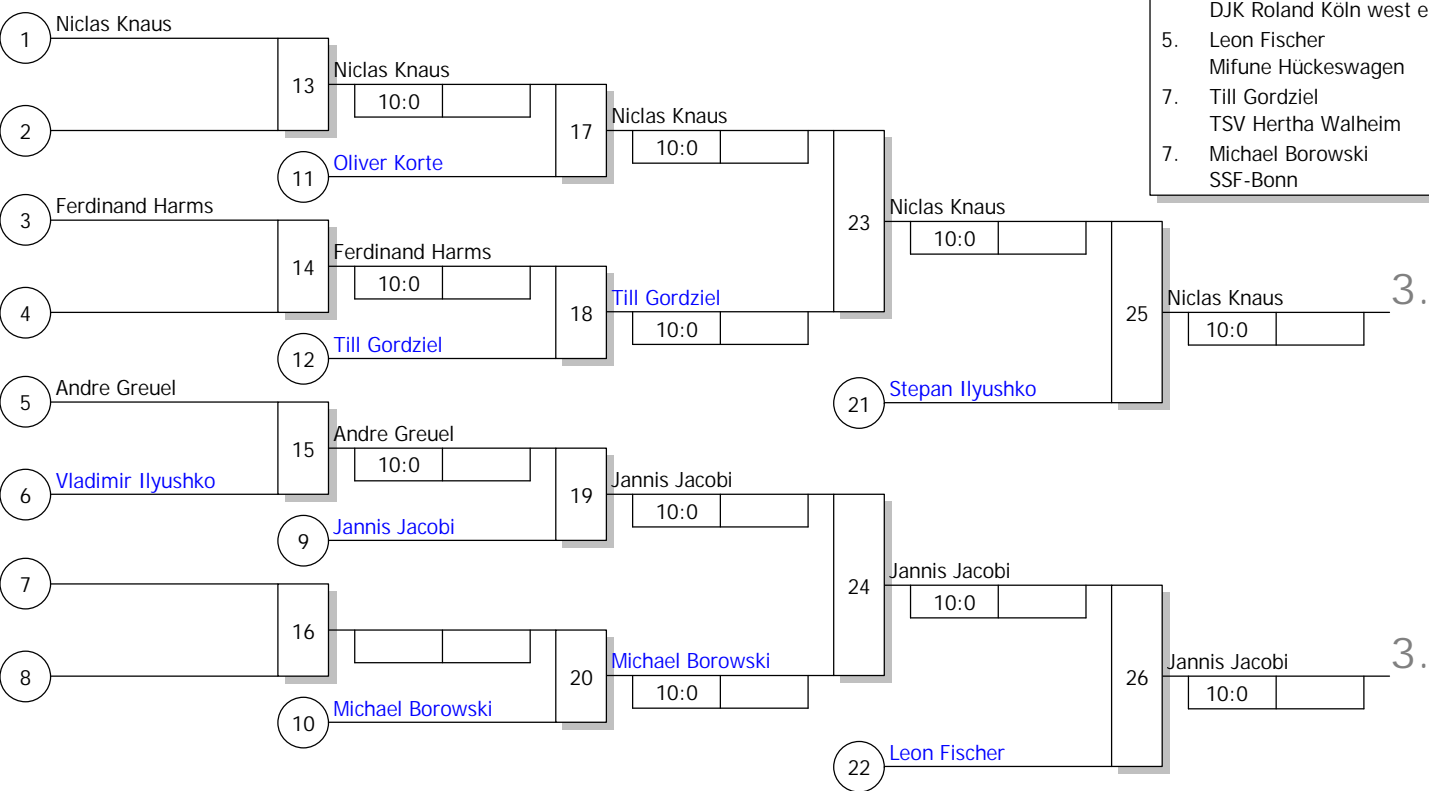 DJK Roland Köln west e
5. Leon Fischer
Mifune Hückeswagen
7. Till Gordziel
TSV Hertha Walheim
7. Michael Borowski
SSF-Bonn
1 Niclas Knaus
13 Niclas Knaus
10:0
2
17 Niclas Knaus
10:0
11 Oliver Korte
3 Ferdinand Harms
23 Niclas Knaus
10:0
14 Ferdinand Harms
10:0
4
18 Till Gordziel
10:0
25 Niclas Knaus 3.
10:0
12 Till Gordziel
5 Andre Greuel
21 Stepan Ilyushko
15 Andre Greuel
10:0
6 Vladimir Ilyushko
19 Jannis Jacobi
10:0
9 Jannis Jacobi
7
24 Jannis Jacobi
10:0
16
8
20 Michael Borowski
10:0
26 Jannis Jacobi 3.
10:0
10 Michael Borowski
22 Leon Fischer